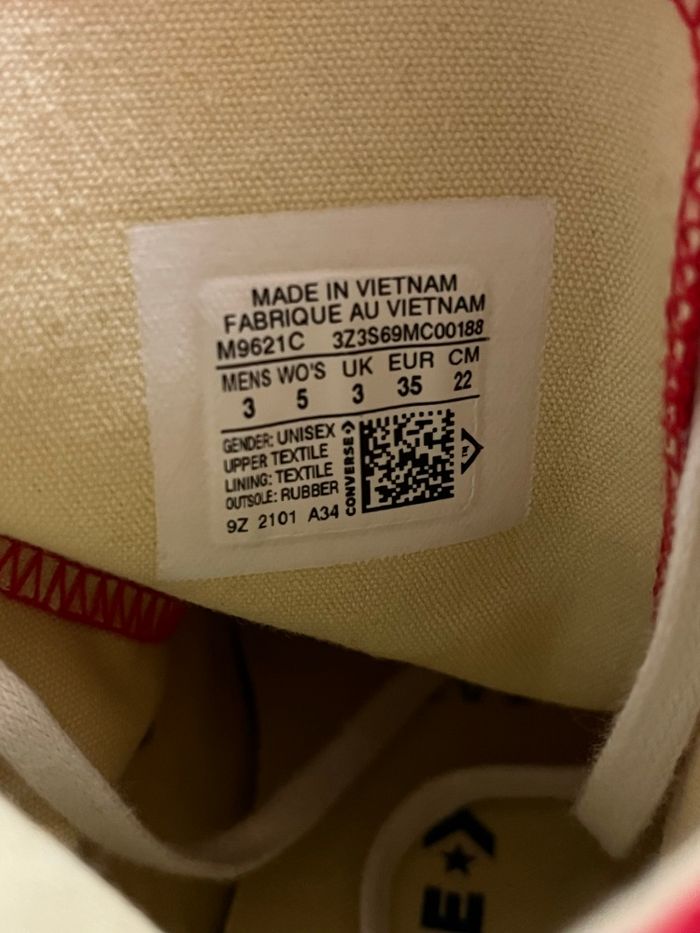 MADE IN VIETNAM
FABRIQUE AU VIETNAM
M9621C 3Z3S69MC00188
MENS WO'S UK EUR CM
3 5 3 35 22
GENDER: UNISEX
UPPER TEXTILE
LINING: TEXTILE
OUTSOLE: RUBBER
9Z 2101 A34
CONVERSE
E